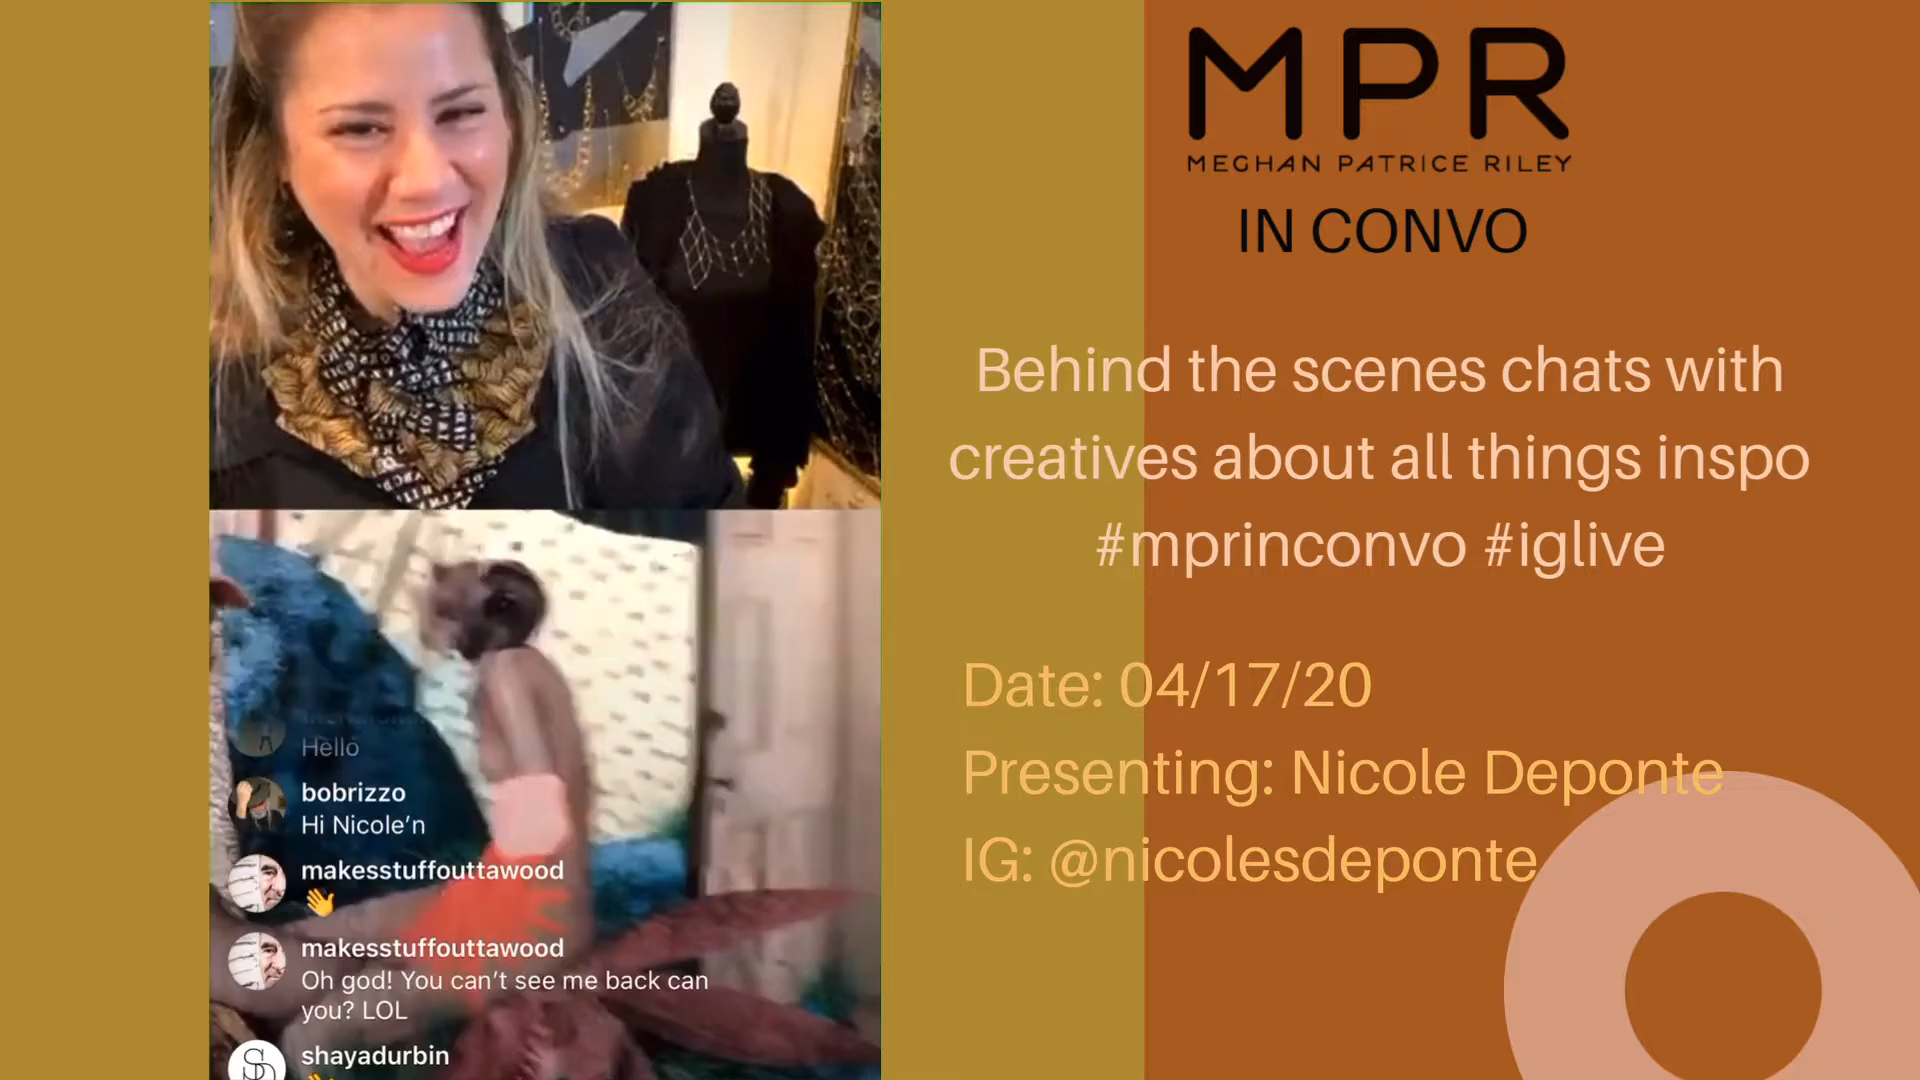 MPR
MEGHAN PATRICE RILEY
IN CONVO
Behind the scenes chats with
creatives about all things inspo
#mprinconvo #iglive
Date: 04/17/20
Presenting: Nicole Deponte
IG: @nicolesdeponte
Hello
bobrizzo
Hi Nicole’n
makesstuffouttawood
👋
makesstuffouttawood
Oh god! You can’t see me back can
you? LOL
shayadurbin